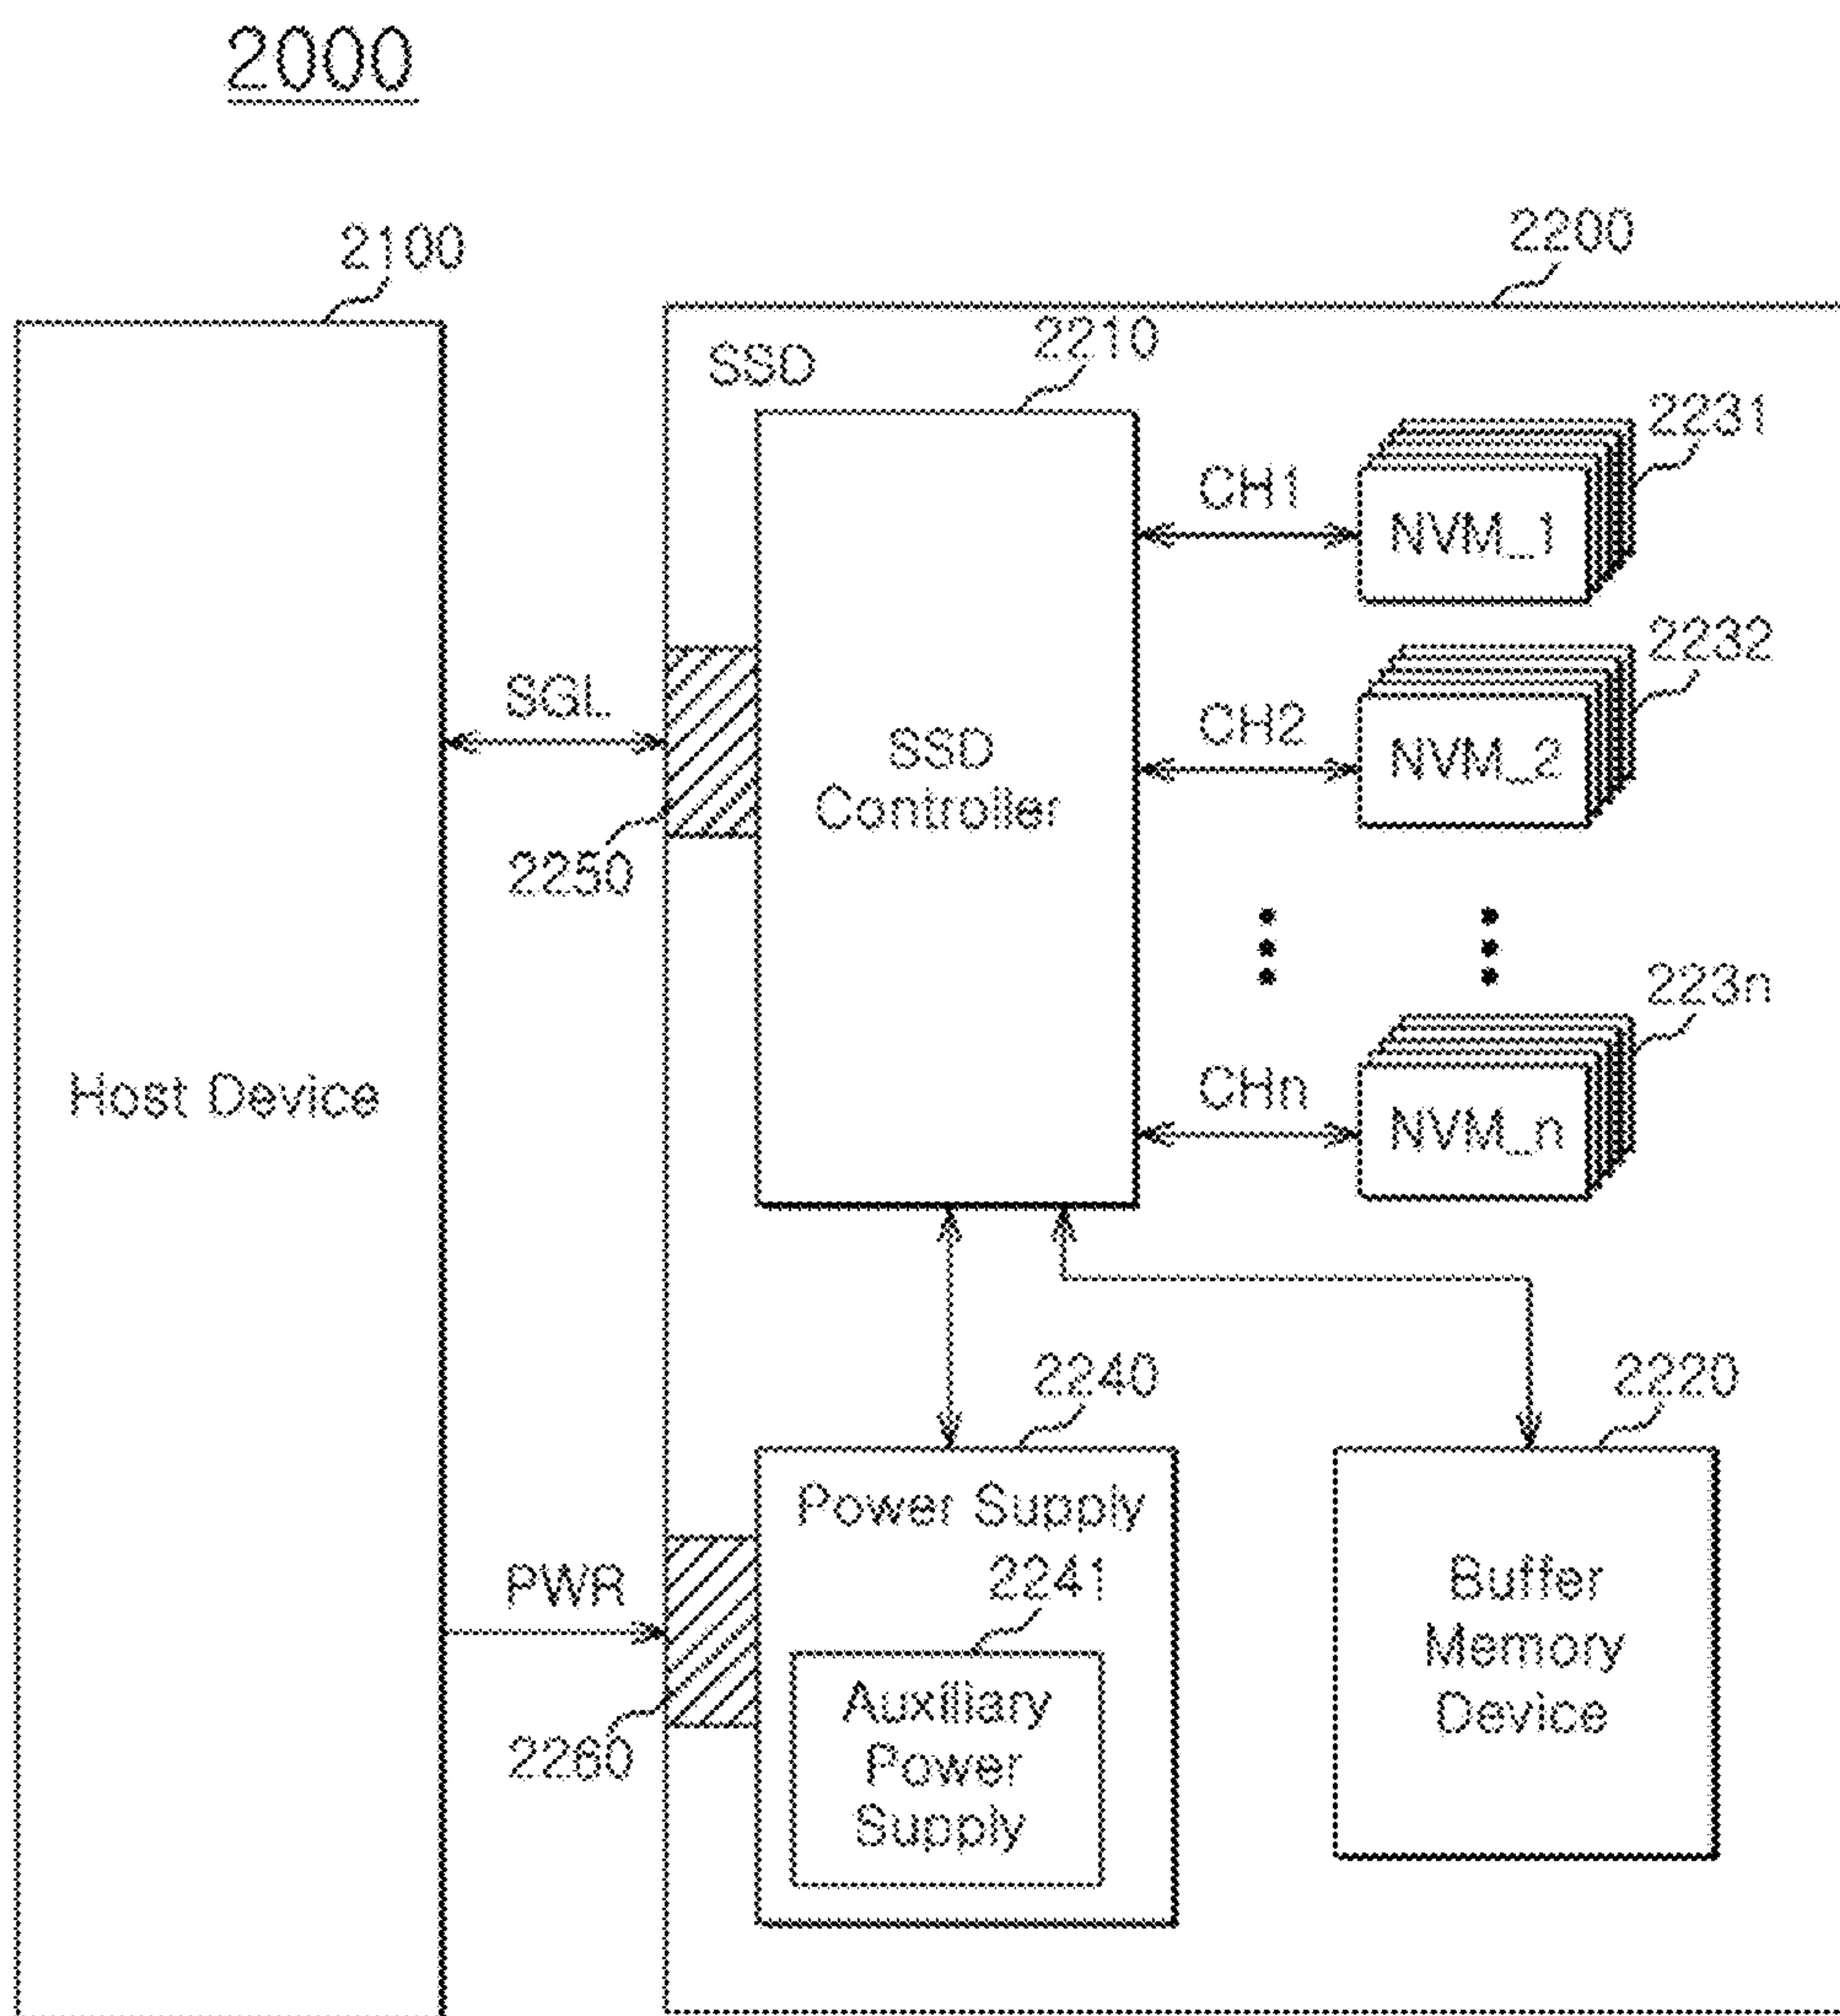 2000
2100
2200
SSD
2210
2231
CH1
NVM_1
2232
SGL
CH2
NVM_2
SSD
Controller
2250
223n
CHn
NVM_n
Host Device
2240
2220
Power Supply
PWR
2241
Buffer
Memory
Device
Auxiliary
Power
Supply
2260